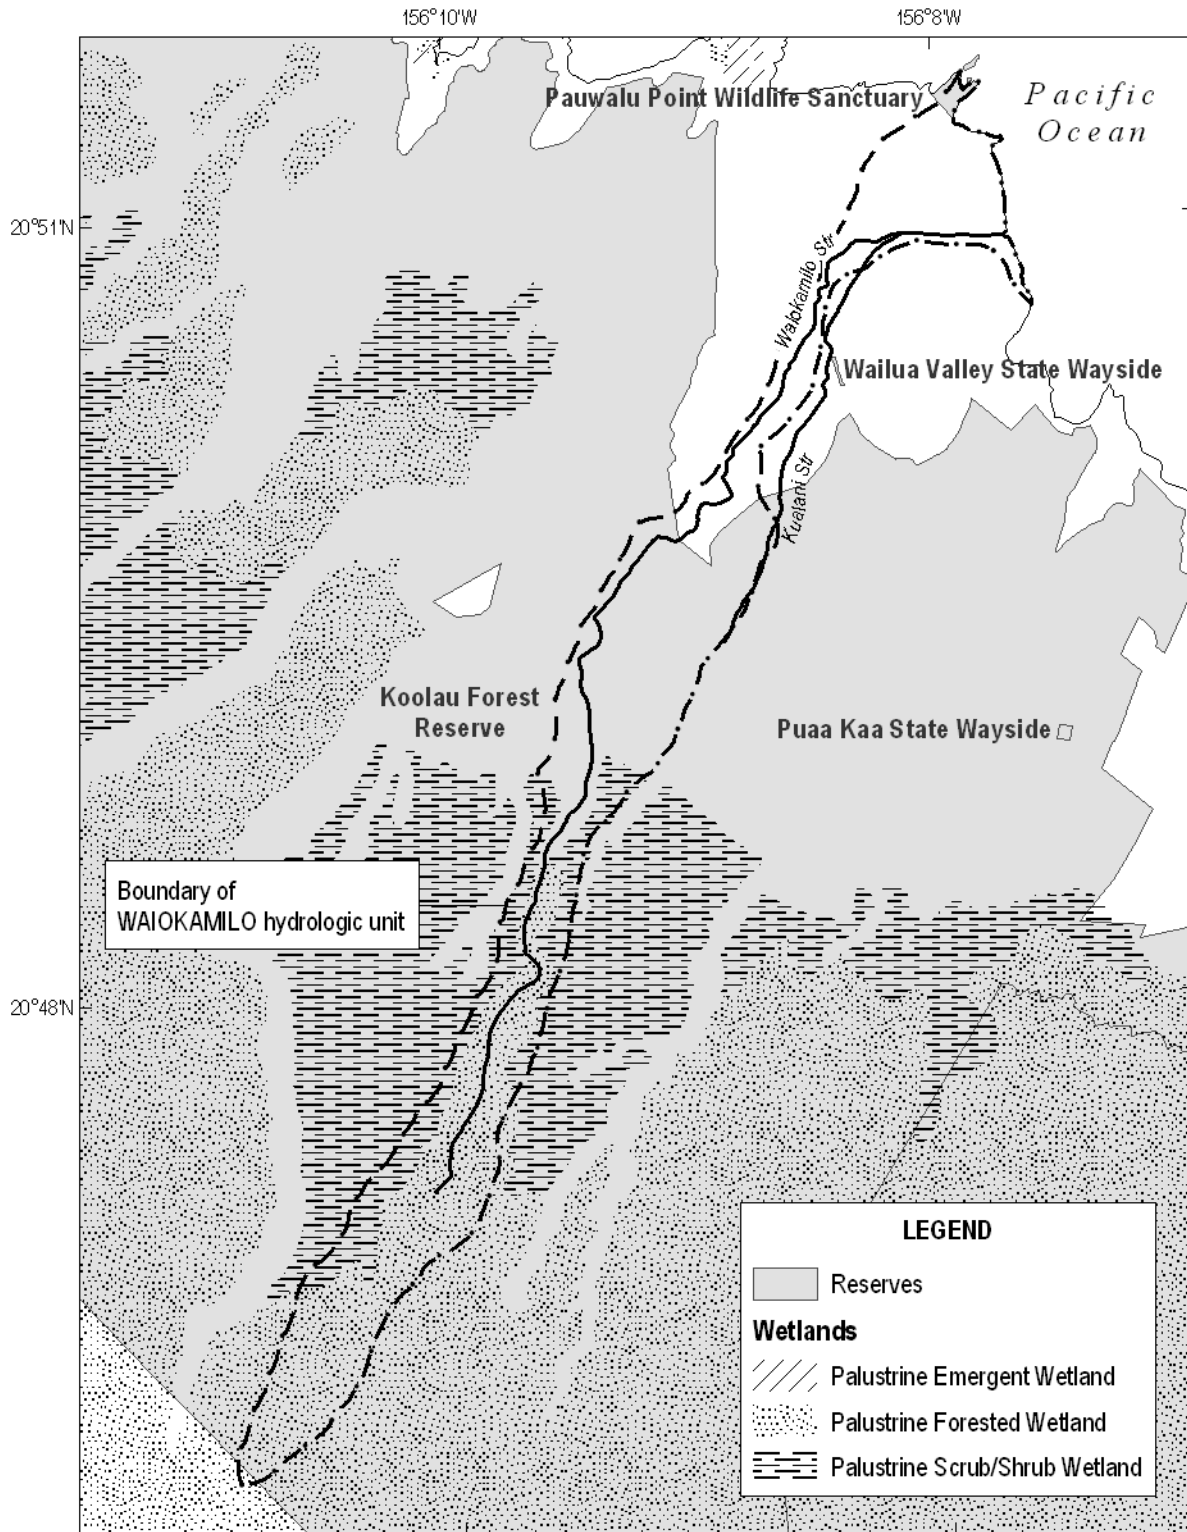 156°10'W
156°8'W
Pauwalu Point Wildlife Sanctuary
Pacific
Ocean
20°51'N
Waiokamilo Str
Wailua Valley State Wayside
Kualani Str
Koolau Forest
Reserve
Puaa Kaa State Wayside
Boundary of
WAIOKAMILO hydrologic unit
20°48'N
LEGEND
Reserves
Wetlands
Palustrine Emergent Wetland
Palustrine Forested Wetland
Palustrine Scrub/Shrub Wetland